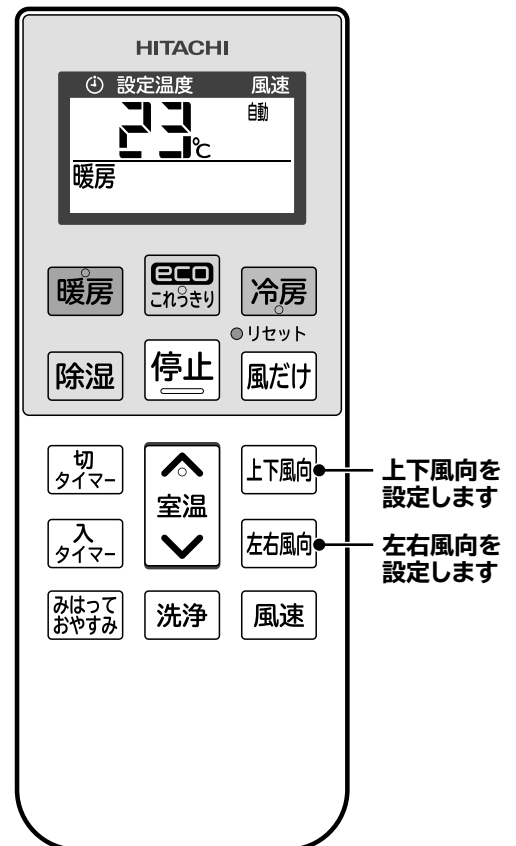 HITACHI
設定温度 風速
23℃ 自動
暖房
暖房 eco これっきり 冷房
リセット
除湿 停止 風だけ
切タイマー 室温 上下風向
入タイマー 左右風向
みはっておやすみ 洗浄 風速
上下風向を
設定します
左右風向を
設定します